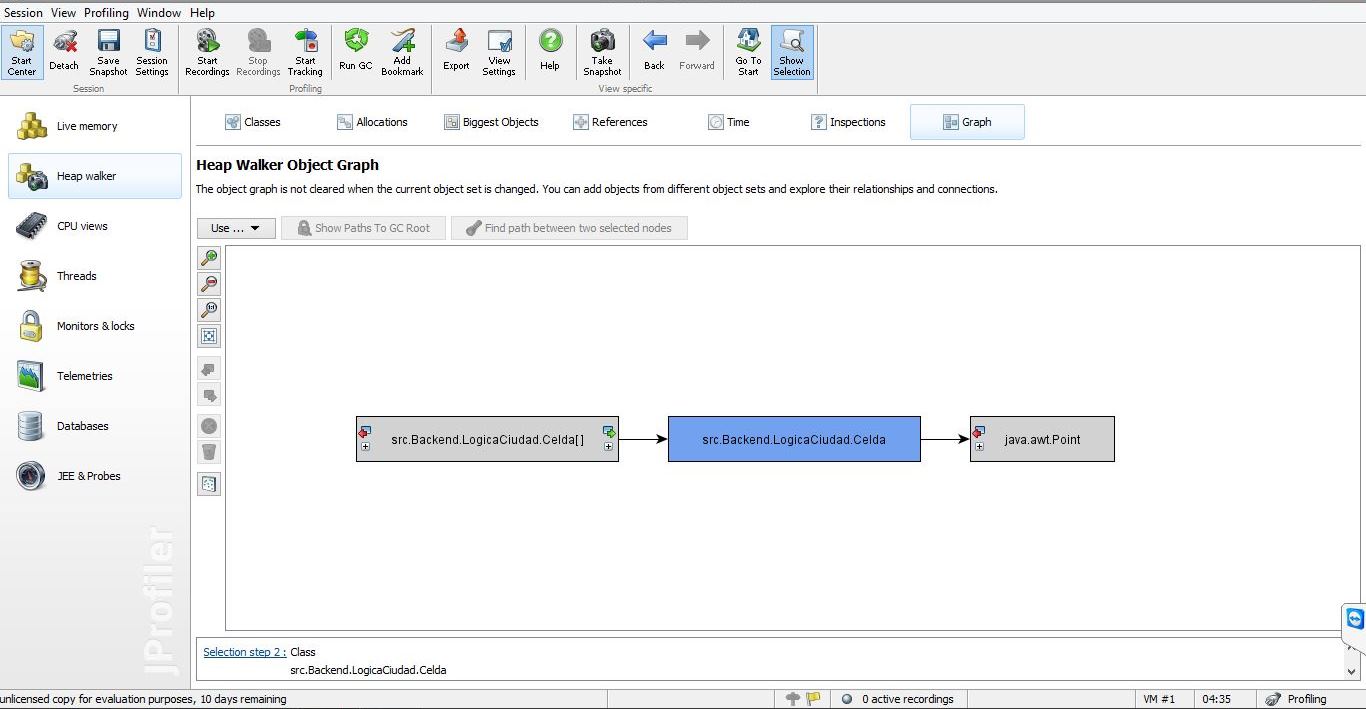 Session View Profiling Window Help
Start Center Detach Save Snapshot Session Settings Start Recordings Stop Recordings Start Tracking Run GC Add Bookmark Export View Settings Help Take Snapshot Back Forward Go To Start Show Selection
Session Profiling View specific
Live memory
Heap walker
CPU views
Threads
Monitors & locks
Telemetries
Databases
JEE & Probes
JProfiler
Classes Allocations Biggest Objects References Time Inspections Graph
Heap Walker Object Graph
The object graph is not cleared when the current object set is changed. You can add objects from different object sets and explore their relationships and connections.
Use ... Show Paths To GC Root Find path between two selected nodes
src.Backend.LogicaCiudad.Celda[] src.Backend.LogicaCiudad.Celda java.awt.Point
Selection step 2 : Class
src.Backend.LogicaCiudad.Celda
unlicensed copy for evaluation purposes, 10 days remaining 0 active recordings VM #1 04:35 Profiling